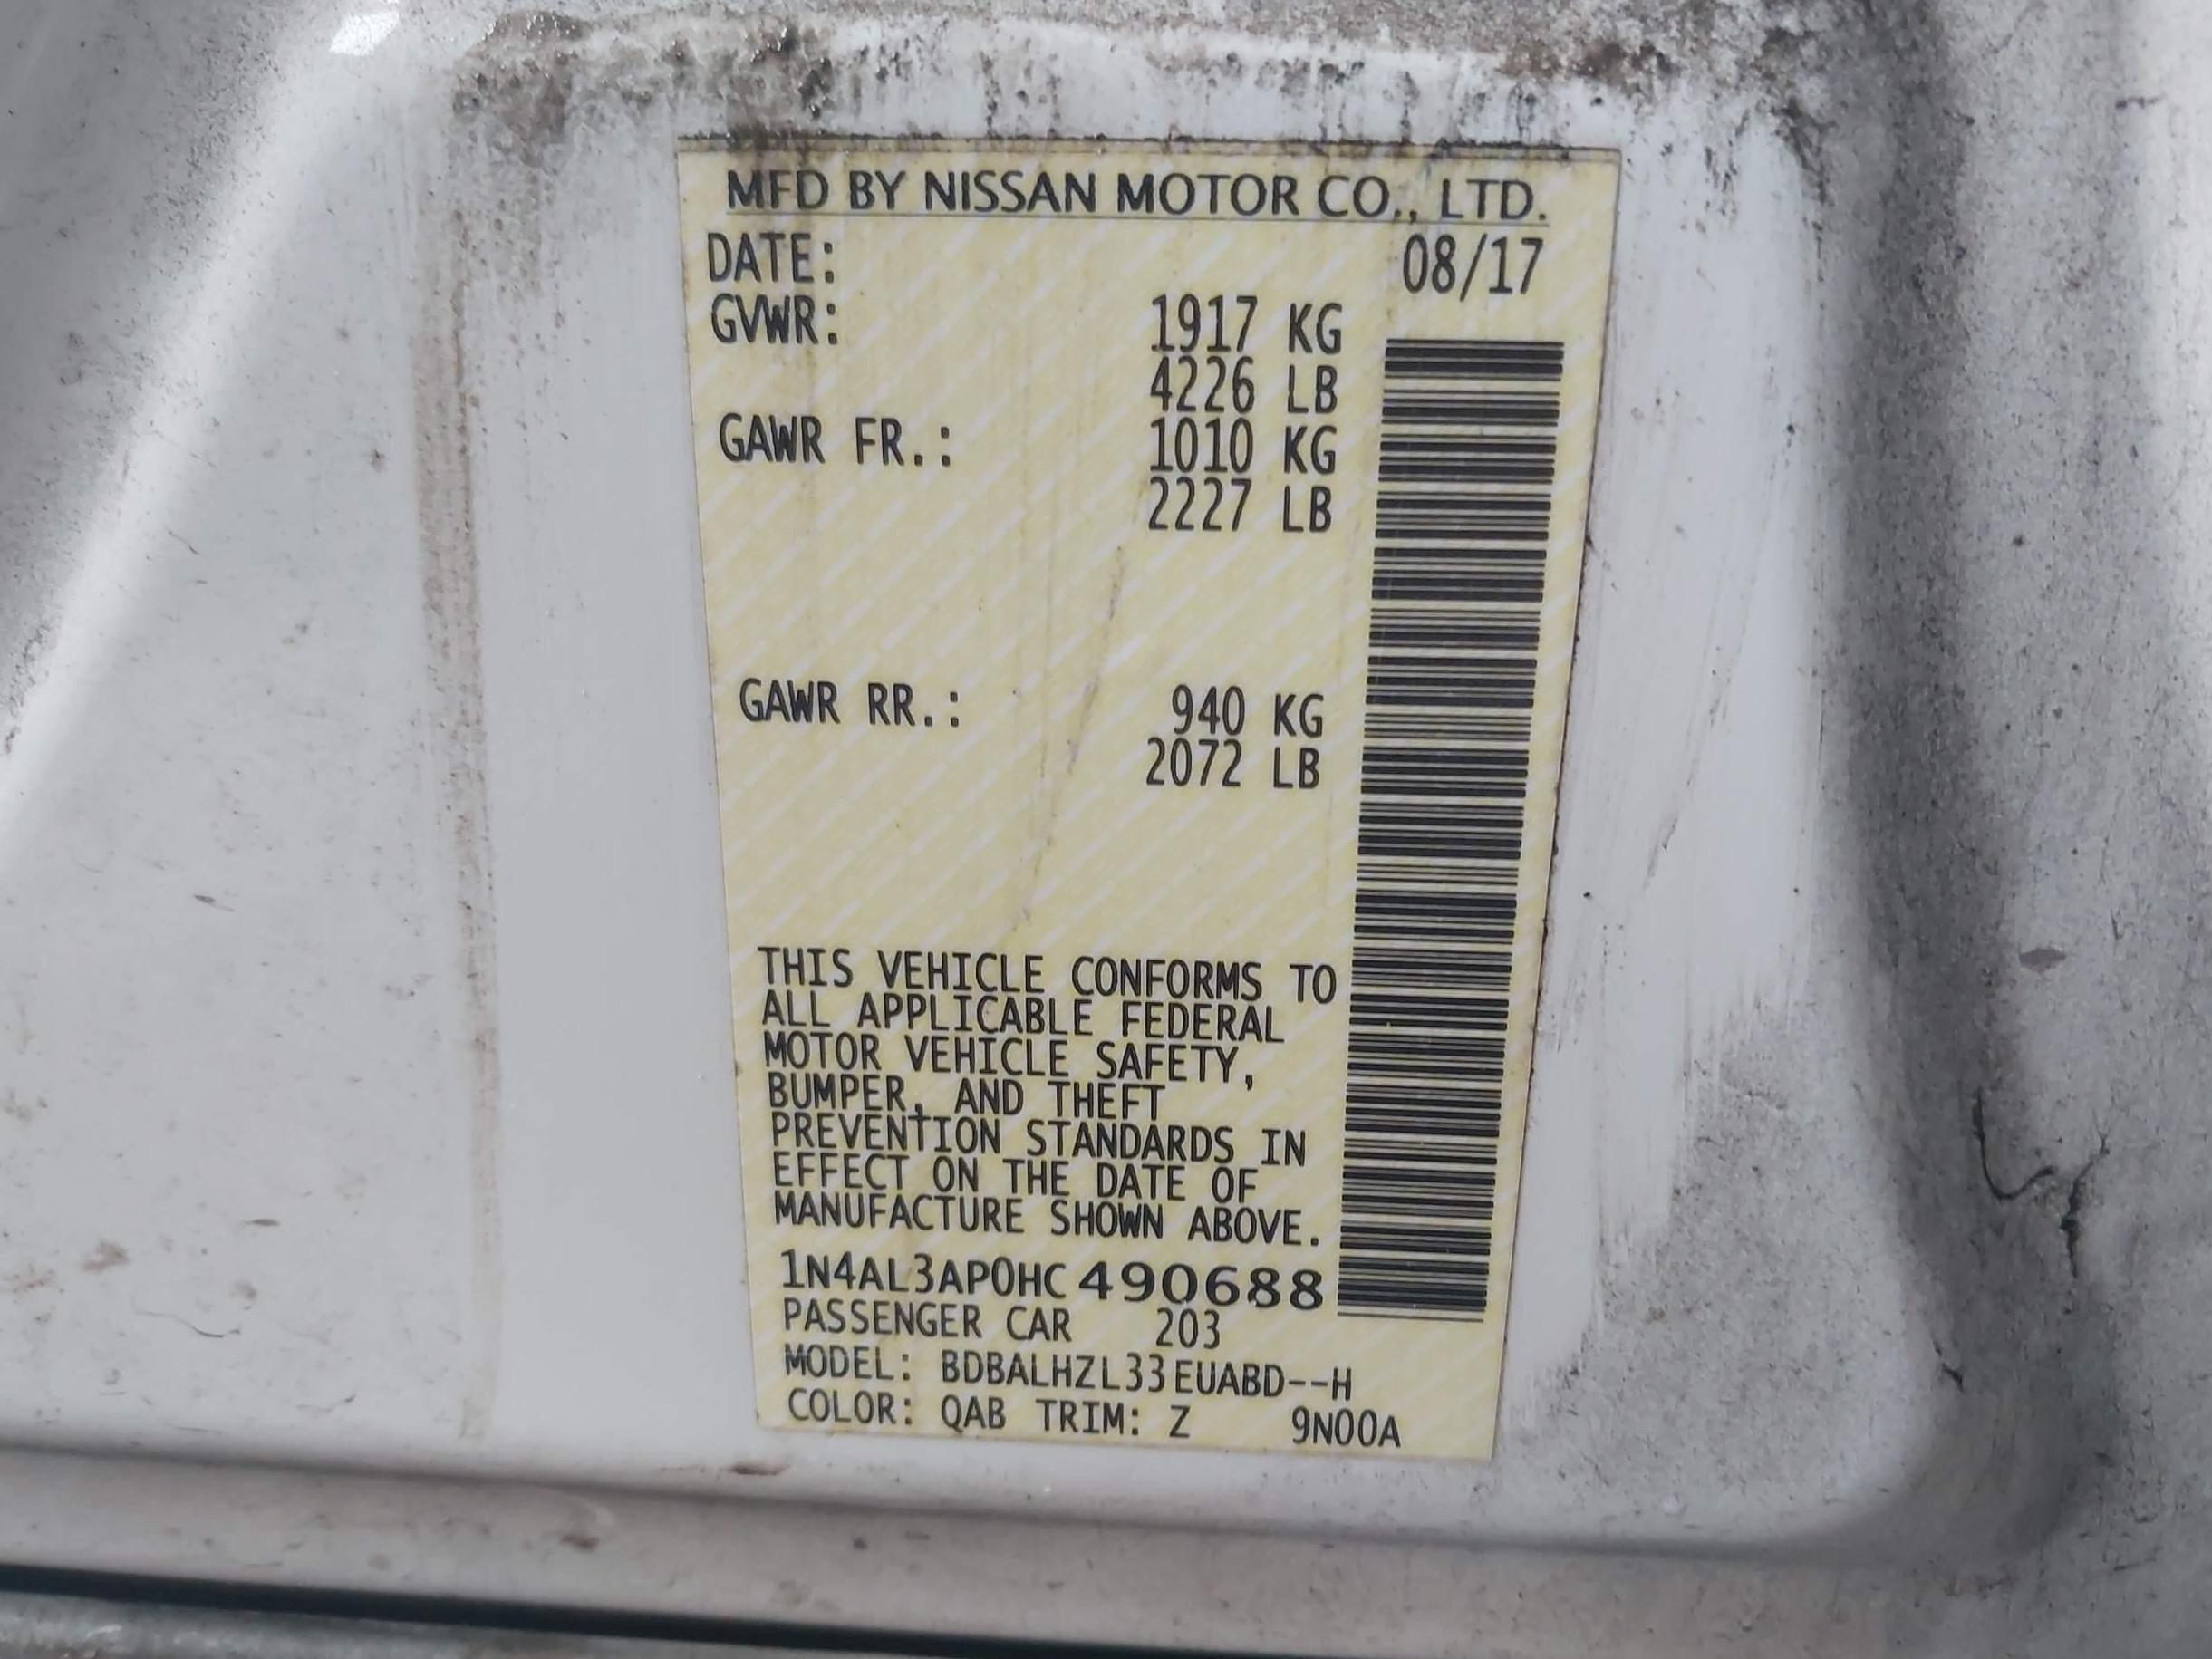 MFD BY NISSAN MOTOR CO., LTD.
DATE: 08/17
GVWR: 1917 KG
4226 LB
GAWR FR.: 1010 KG
2227 LB
GAWR RR.: 940 KG
2072 LB
THIS VEHICLE CONFORMS TO
ALL APPLICABLE FEDERAL
MOTOR VEHICLE SAFETY,
BUMPER, AND THEFT
PREVENTION STANDARDS IN
EFFECT ON THE DATE OF
MANUFACTURE SHOWN ABOVE.
1N4AL3AP0HC490688
PASSENGER CAR 203
MODEL: BDBALHZL33EUABD--H
COLOR: QAB TRIM: Z 9N00A